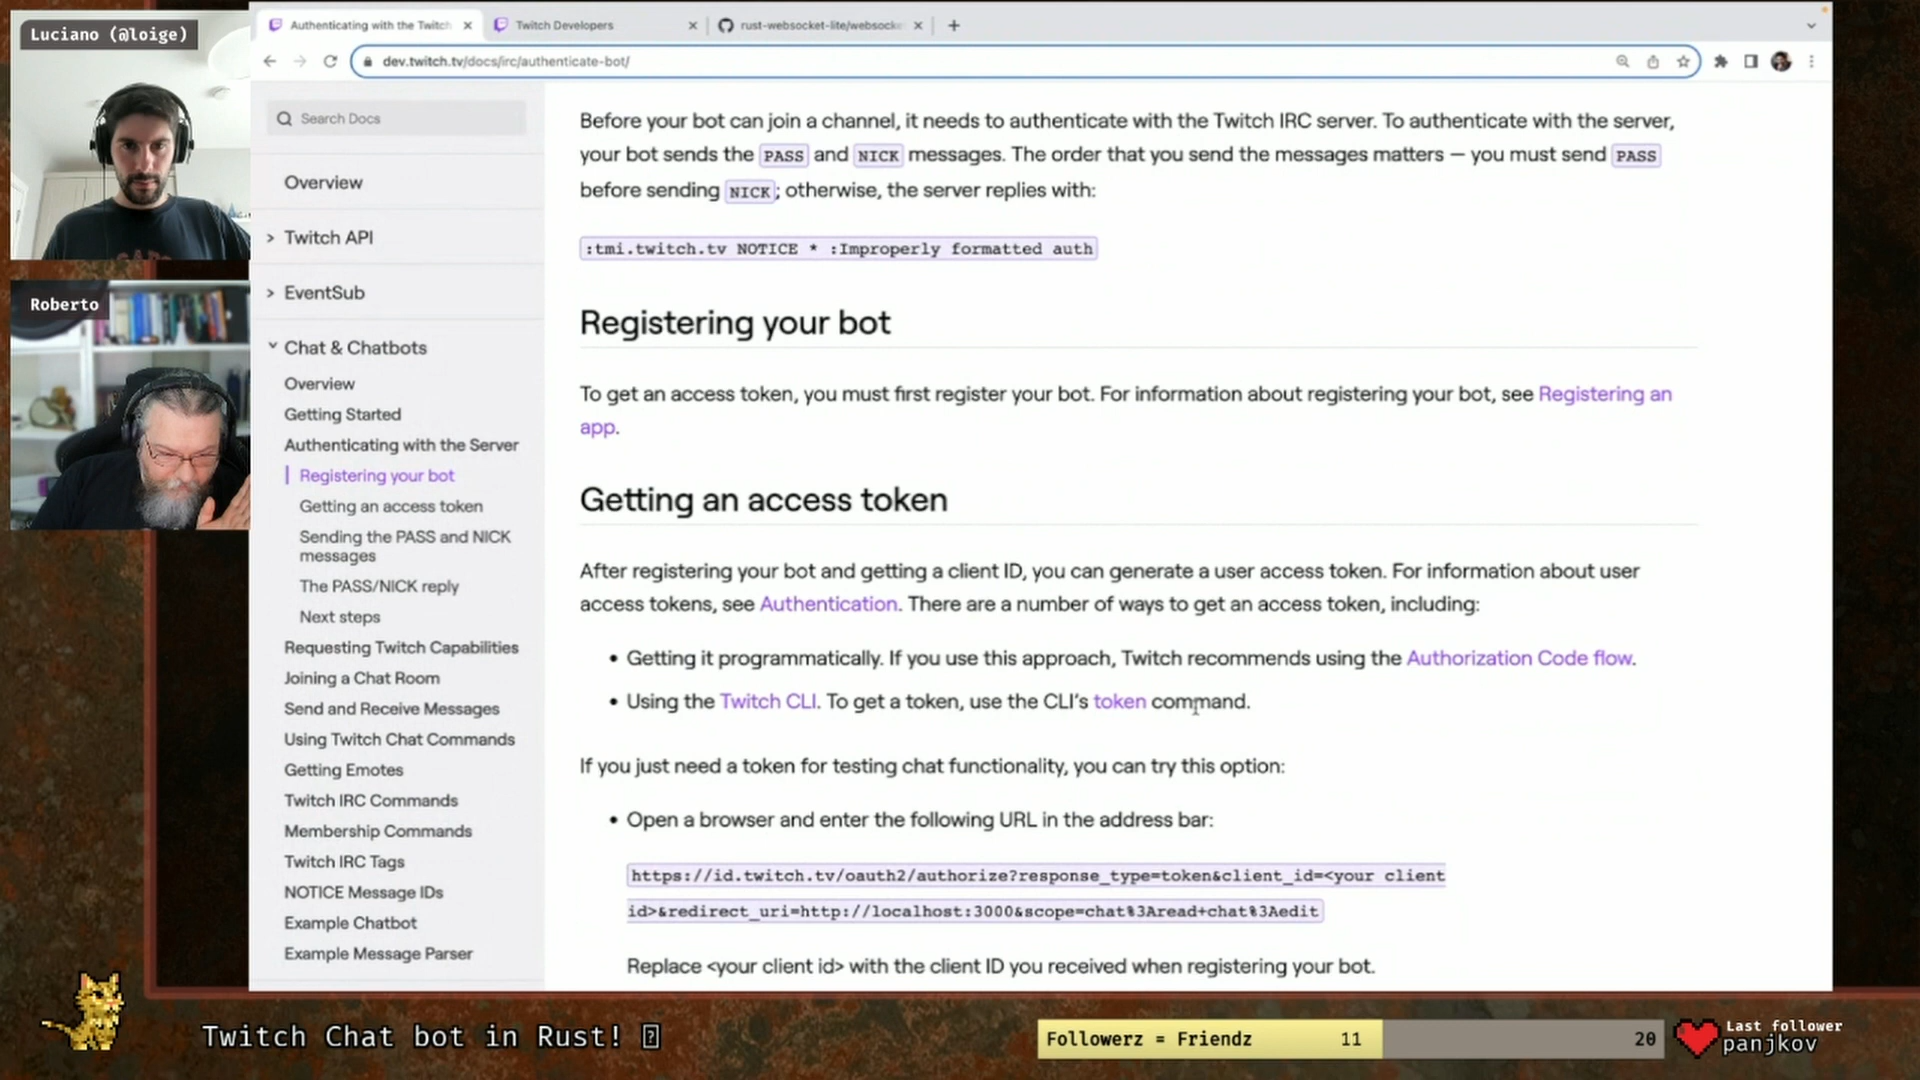 Luciano (@loige)
Roberto
Authenticating with the Twitch
Twitch Developers
rust-websocket-lite/websocke
dev.twitch.tv/docs/irc/authenticate-bot/
Search Docs
Overview
Twitch API
EventSub
Chat & Chatbots
Overview
Getting Started
Authenticating with the Server
Registering your bot
Getting an access token
Sending the PASS and NICK
messages
The PASS/NICK reply
Next steps
Requesting Twitch Capabilities
Joining a Chat Room
Send and Receive Messages
Using Twitch Chat Commands
Getting Emotes
Twitch IRC Commands
Membership Commands
Twitch IRC Tags
NOTICE Message IDs
Example Chatbot
Example Message Parser
Before your bot can join a channel, it needs to authenticate with the Twitch IRC server. To authenticate with the server,
your bot sends the PASS and NICK messages. The order that you send the messages matters — you must send PASS
before sending NICK; otherwise, the server replies with:
:tmi.twitch.tv NOTICE * :Improperly formatted auth
Registering your bot
To get an access token, you must first register your bot. For information about registering your bot, see Registering an
app.
Getting an access token
After registering your bot and getting a client ID, you can generate a user access token. For information about user
access tokens, see Authentication. There are a number of ways to get an access token, including:
• Getting it programmatically. If you use this approach, Twitch recommends using the Authorization Code flow.
• Using the Twitch CLI. To get a token, use the CLI's token command.
If you just need a token for testing chat functionality, you can try this option:
• Open a browser and enter the following URL in the address bar:
https://id.twitch.tv/oauth2/authorize?response_type=token&client_id=<your client
id>&redirect_uri=http://localhost:3000&scope=chat%3Aread+chat%3Aedit
Replace <your client id> with the client ID you received when registering your bot.
Twitch Chat bot in Rust!
Followerz = Friendz 11 20
Last follower
panjkov